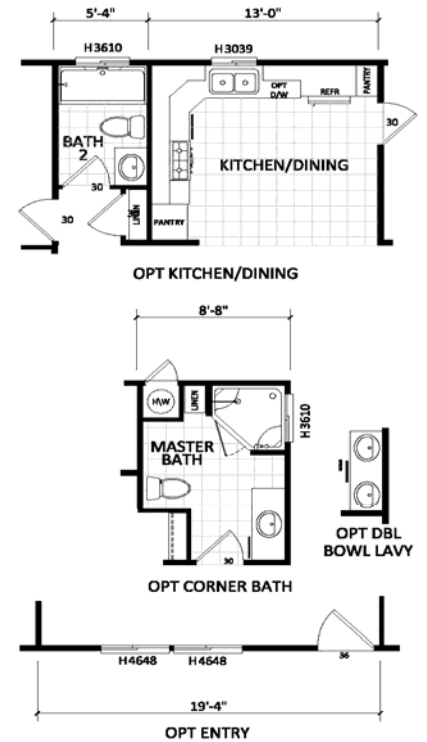 5'-4" 13'-0"
H3610 H3039
OPT
D/W
REFR
PANTRY
30
BATH
2
KITCHEN/DINING
30
30
LINEN
PANTRY
OPT KITCHEN/DINING
8'-8"
H/W
LINEN
H3610
MASTER
BATH
30
OPT DBL
BOWL LAVY
OPT CORNER BATH
H4648 H4648
36
19'-4"
OPT ENTRY